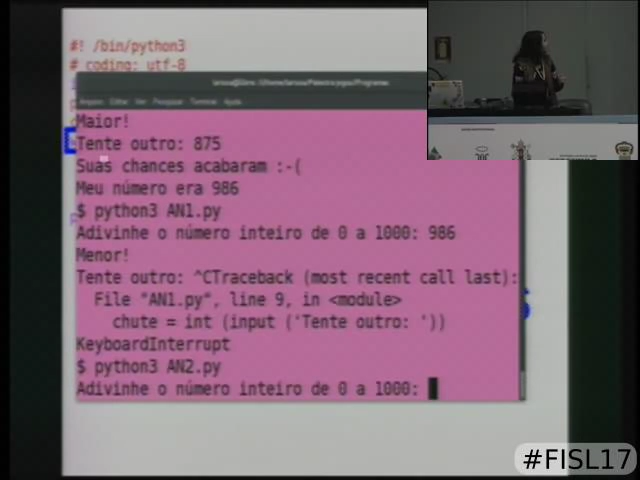 #! /bin/python3
# coding: utf-8
Maior!
Tente outro: 875
Suas chances acabaram :-(
Meu número era 986
$ python3 AN1.py
Adivinhe o número inteiro de 0 a 1000: 986
Menor!
Tente outro: ^CTraceback (most recent call last):
File "AN1.py", line 9, in <module>
chute = int (input ('Tente outro: '))
KeyboardInterrupt
$ python3 AN2.py
Adivinhe o número inteiro de 0 a 1000:
#FISL17